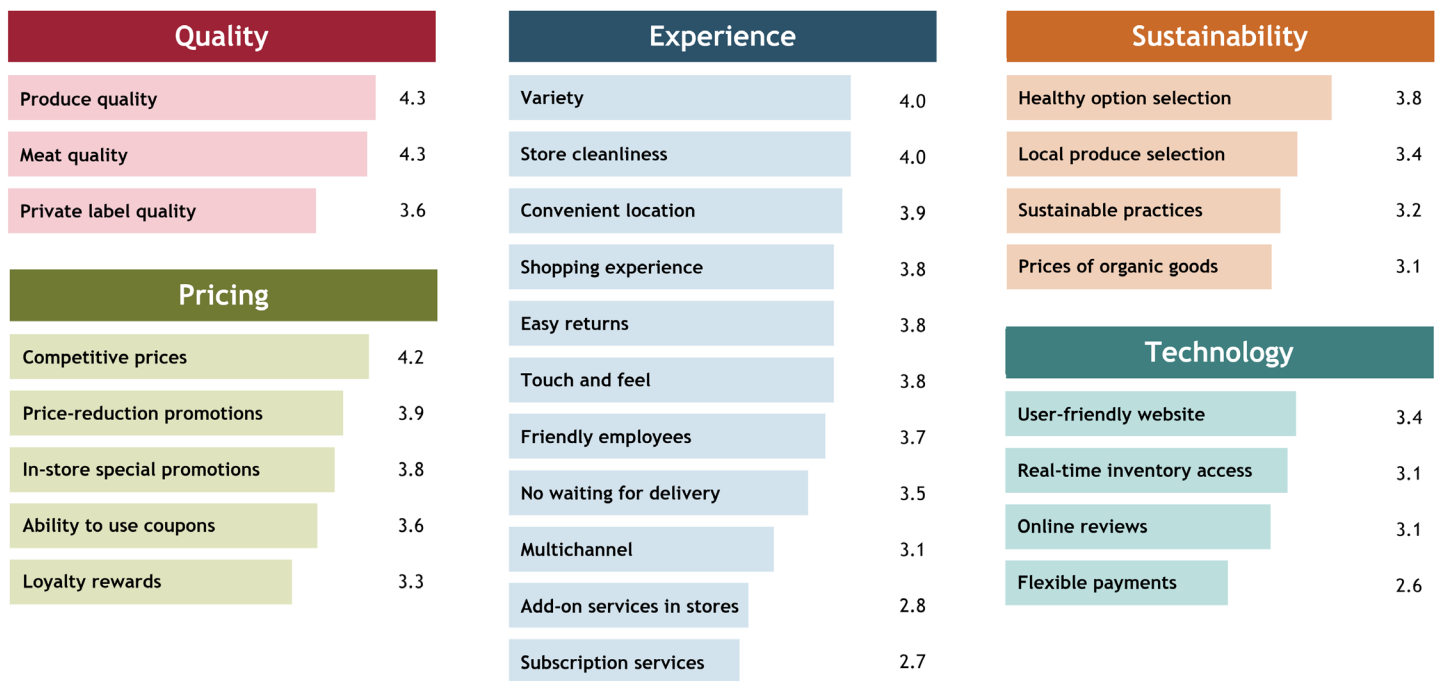 Quality
Produce quality 4.3
Meat quality 4.3
Private label quality 3.6
Pricing
Competitive prices 4.2
Price-reduction promotions 3.9
In-store special promotions 3.8
Ability to use coupons 3.6
Loyalty rewards 3.3
Experience
Variety 4.0
Store cleanliness 4.0
Convenient location 3.9
Shopping experience 3.8
Easy returns 3.8
Touch and feel 3.8
Friendly employees 3.7
No waiting for delivery 3.5
Multichannel 3.1
Add-on services in stores 2.8
Subscription services 2.7
Sustainability
Healthy option selection 3.8
Local produce selection 3.4
Sustainable practices 3.2
Prices of organic goods 3.1
Technology
User-friendly website 3.4
Real-time inventory access 3.1
Online reviews 3.1
Flexible payments 2.6